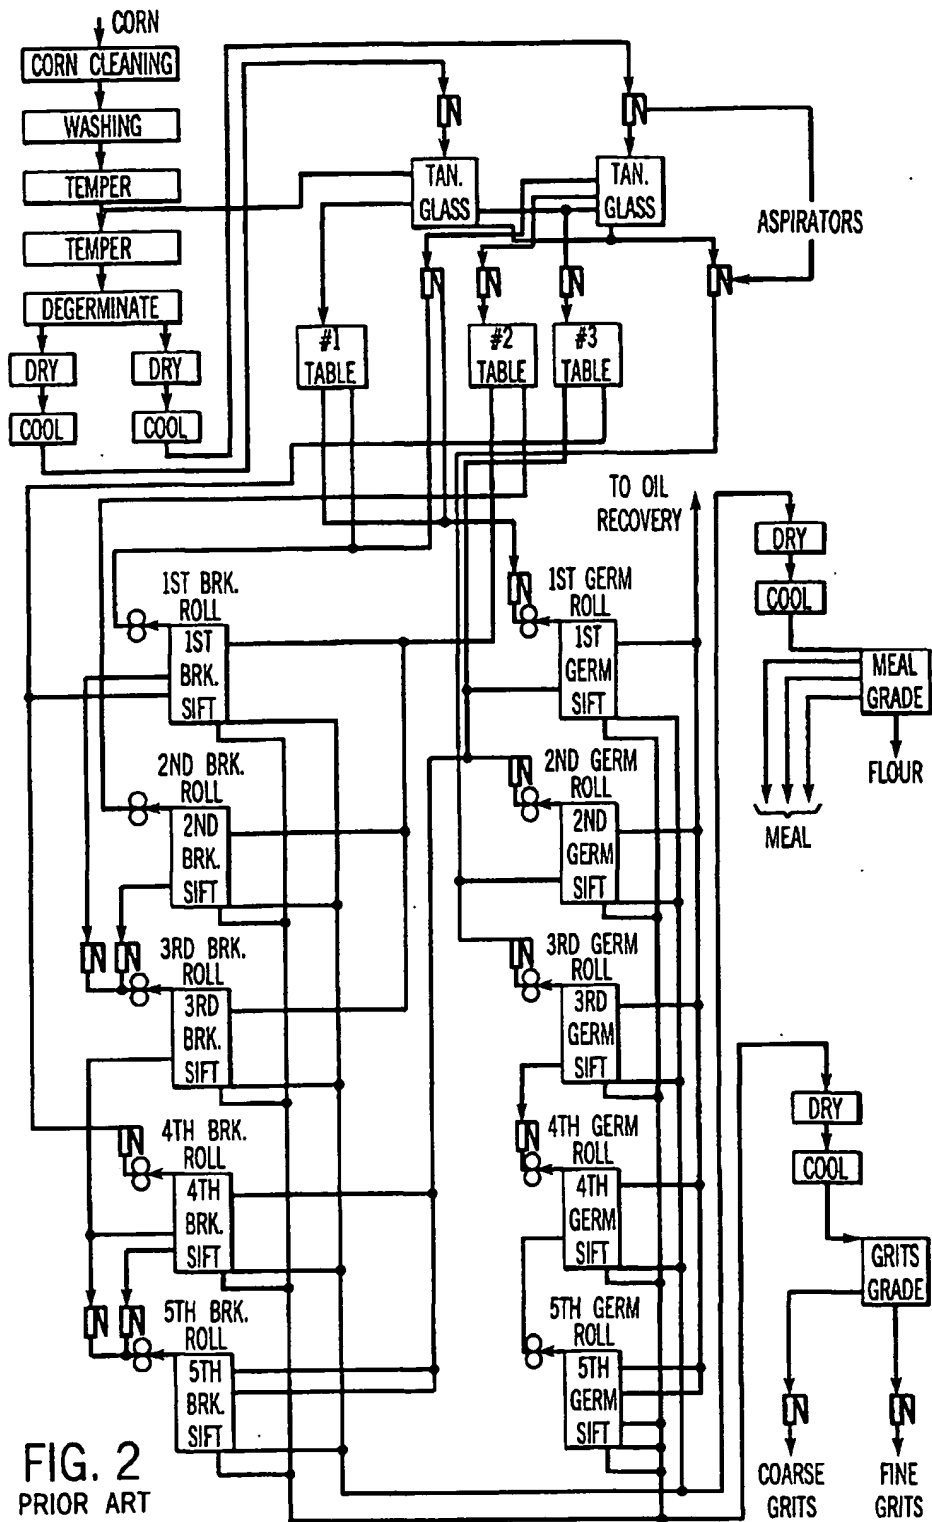 CORN
CORN CLEANING
WASHING
TEMPER
TEMPER
DEGERMINATE
DRY
DRY
COOL
COOL
TAN.
GLASS
TAN.
GLASS
ASPIRATORS
#1
TABLE
#2
TABLE
#3
TABLE
TO OIL
RECOVERY
DRY
COOL
MEAL
GRADE
FLOUR
MEAL
1ST BRK.
ROLL
1ST
BRK.
SIFT
2ND BRK.
ROLL
2ND
BRK.
SIFT
3RD BRK.
ROLL
3RD
BRK.
SIFT
4TH BRK.
ROLL
4TH
BRK.
SIFT
5TH BRK.
ROLL
5TH
BRK.
SIFT
1ST GERM
ROLL
1ST
GERM
SIFT
2ND GERM
ROLL
2ND
GERM
SIFT
3RD GERM
ROLL
3RD
GERM
SIFT
4TH GERM
ROLL
4TH
GERM
SIFT
5TH GERM
ROLL
5TH
GERM
SIFT
DRY
COOL
GRITS
GRADE
COARSE
GRITS
FINE
GRITS
FIG. 2
PRIOR ART